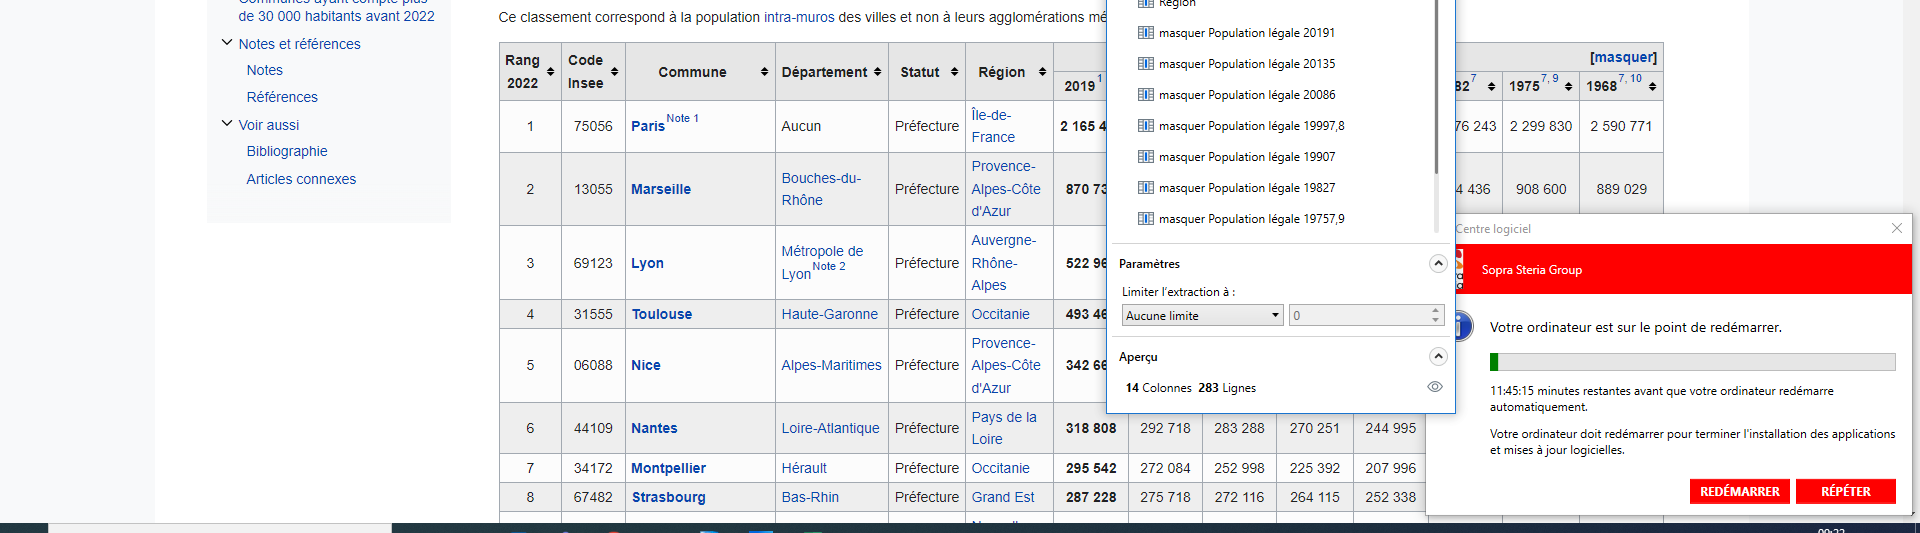 Communes ayant compté plus
de 30 000 habitants avant 2022
Notes et références
Notes
Références
Voir aussi
Bibliographie
Articles connexes
Ce classement correspond à la population intra-muros des villes et non à leurs agglomérations
[masquer]
Rang 2022
Code Insee
Commune
Département
Statut
Région
2019 1
82 7
1975 7, 9
1968 7, 10
1
75056
Paris Note 1
Aucun
Préfecture
Île-de-
France
2 165 4
76 243
2 299 830
2 590 771
2
13055
Marseille
Bouches-du-
Rhône
Préfecture
Provence-
Alpes-Côte
d'Azur
870 73
4 436
908 600
889 029
3
69123
Lyon
Métropole de
Lyon Note 2
Préfecture
Auvergne-
Rhône-
Alpes
522 96
4
31555
Toulouse
Haute-Garonne
Préfecture
Occitanie
493 46
5
06088
Nice
Alpes-Maritimes
Préfecture
Provence-
Alpes-Côte
d'Azur
342 66
6
44109
Nantes
Loire-Atlantique
Préfecture
Pays de la
Loire
318 808
292 718
283 288
270 251
244 995
7
34172
Montpellier
Hérault
Préfecture
Occitanie
295 542
272 084
252 998
225 392
207 996
8
67482
Strasbourg
Bas-Rhin
Préfecture
Grand Est
287 228
275 718
272 116
264 115
252 338
Région
masquer Population légale 20191
masquer Population légale 20135
masquer Population légale 20086
masquer Population légale 19997,8
masquer Population légale 19907
masquer Population légale 19827
masquer Population légale 19757,9
Paramètres
Limiter l'extraction à :
Aucune limite
0
Aperçu
14 Colonnes 283 Lignes
Centre logiciel
Sopra Steria Group
Votre ordinateur est sur le point de redémarrer.
11:45:15 minutes restantes avant que votre ordinateur redémarre
automatiquement.
Votre ordinateur doit redémarrer pour terminer l'installation des applications
et mises à jour logicielles.
REDÉMARRER
RÉPÉTER